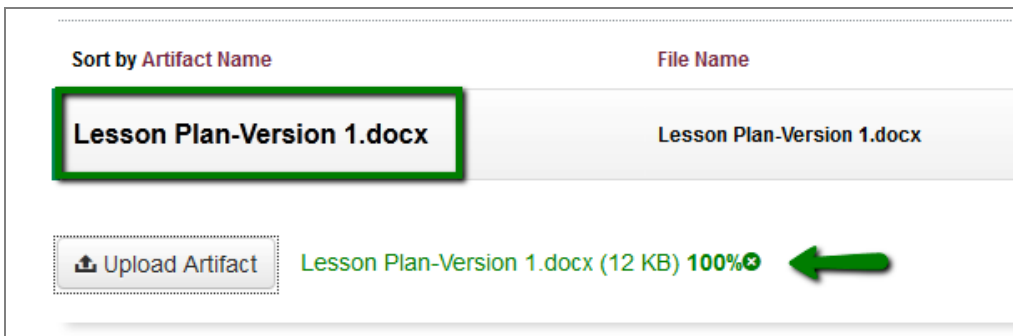 Sort by Artifact Name File Name
Lesson Plan-Version 1.docx Lesson Plan-Version 1.docx
Upload Artifact Lesson Plan-Version 1.docx (12 KB) 100%